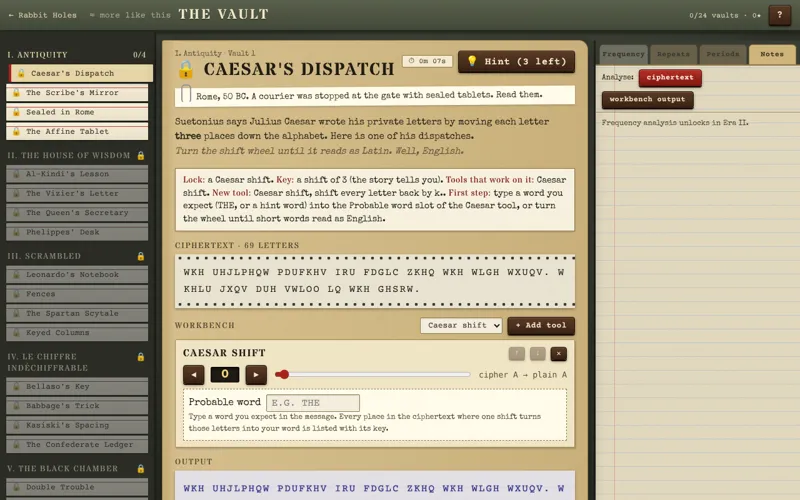 ← Rabbit Holes
∞ more like this
THE VAULT
0/24 vaults · 0★
?
I. ANTIQUITY 0/4
Caesar's Dispatch
The Scribe's Mirror
Sealed in Rome
The Affine Tablet
II. THE HOUSE OF WISDOM
Al-Kindi's Lesson
The Vizier's Letter
The Queen's Secretary
Phelippes' Desk
III. SCRAMBLED
Leonardo's Notebook
Fences
The Spartan Scytale
Keyed Columns
IV. LE CHIFFRE
INDÉCHIFFRABLE
Bellaso's Key
Babbage's Trick
Kasiski's Spacing
The Confederate Ledger
V. THE BLACK CHAMBER
Double Trouble
I. Antiquity · Vault 1
CAESAR'S DISPATCH
0m 07s
Hint (3 left)
Rome, 50 BC. A courier was stopped at the gate with sealed tablets. Read them.
Suetonius says Julius Caesar wrote his private letters by moving each letter
three places down the alphabet. Here is one of his dispatches.
Turn the shift wheel until it reads as Latin. Well, English.
Lock: a Caesar shift. Key: a shift of 3 (the story tells you). Tools that work on it: Caesar
shift. New tool: Caesar shift, shift every letter back by k.. First step: type a word you
expect (THE, or a hint word) into the Probable word slot of the Caesar tool, or turn
the wheel until short words read as English.
CIPHERTEXT · 69 LETTERS
WKH UHJLPHQW PDUFKHV IRU FDGLC ZKHQ WKH WLGH WXUQV. W
KHLU JXQV DUH VWLOO LQ WKH GHSRW.
WORKBENCH
Caesar shift
+ Add tool
CAESAR SHIFT
↑ ↓ ×
◄ 0 ►
cipher A → plain A
Probable word E.G. THE
Type a word you expect in the message. Every place in the ciphertext where one shift turns
those letters into your word is listed with its key.
OUTPUT
WKH UHJLPHQW PDUFKHV IRU FDGLC ZKHQ WKH WLGH WXUQV. W
Frequency
Repeats
Periods
Notes
Analyse:
ciphertext
workbench output
Frequency analysis unlocks in Era II.